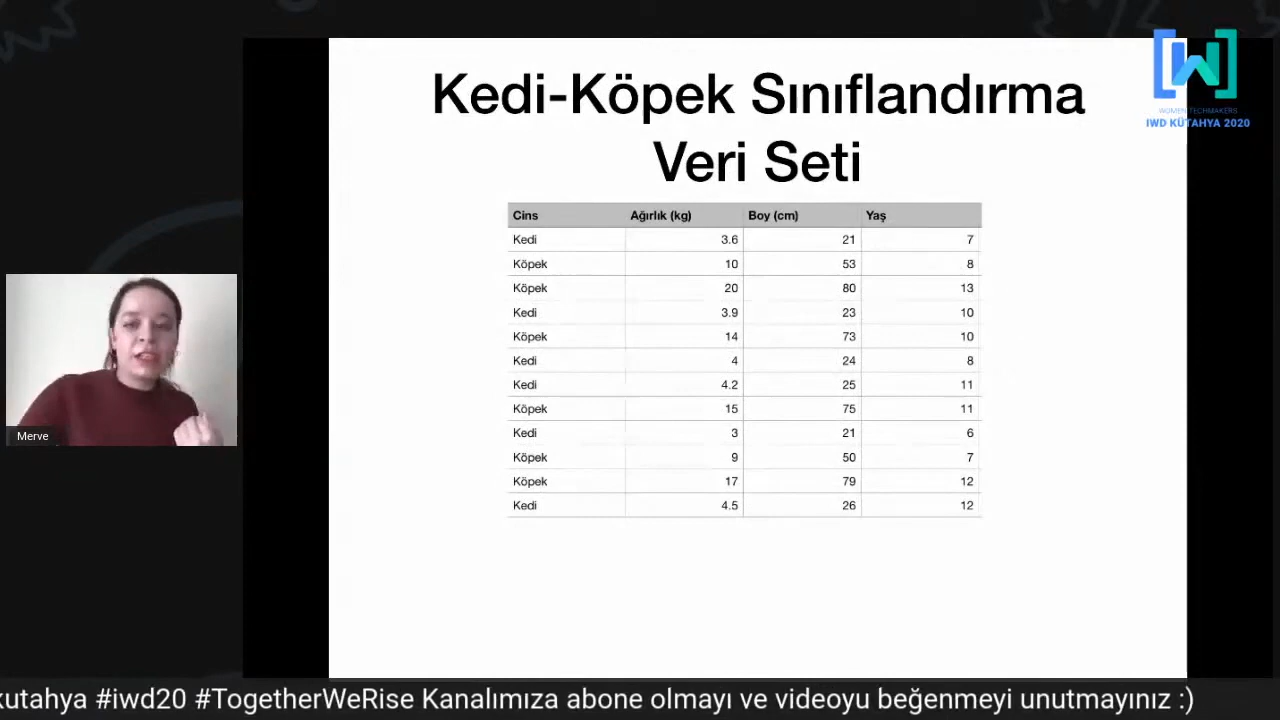 Kedi-Köpek Sınıflandırma
Veri Seti
WOMEN TECHMAKERS
IWD KÜTAHYA 2020
Cins Ağırlık (kg) Boy (cm) Yaş
Kedi 3.6 21 7
Köpek 10 53 8
Köpek 20 80 13
Kedi 3.9 23 10
Köpek 14 73 10
Kedi 4 24 8
Kedi 4.2 25 11
Köpek 15 75 11
Kedi 3 21 6
Köpek 9 50 7
Köpek 17 79 12
Kedi 4.5 26 12
Merve
kutahya #iwd20 #TogetherWeRise Kanalımıza abone olmayı ve videoyu beğenmeyi unutmayınız :)